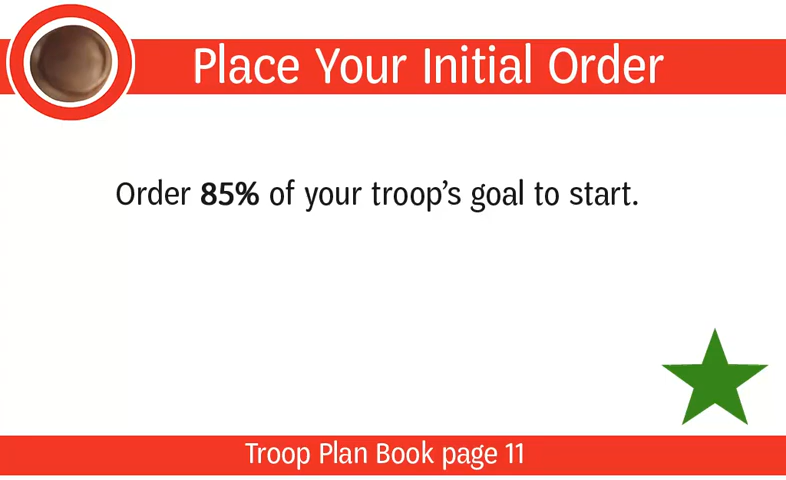 Place Your Initial Order
Order 85% of your troop's goal to start.
Troop Plan Book page 11